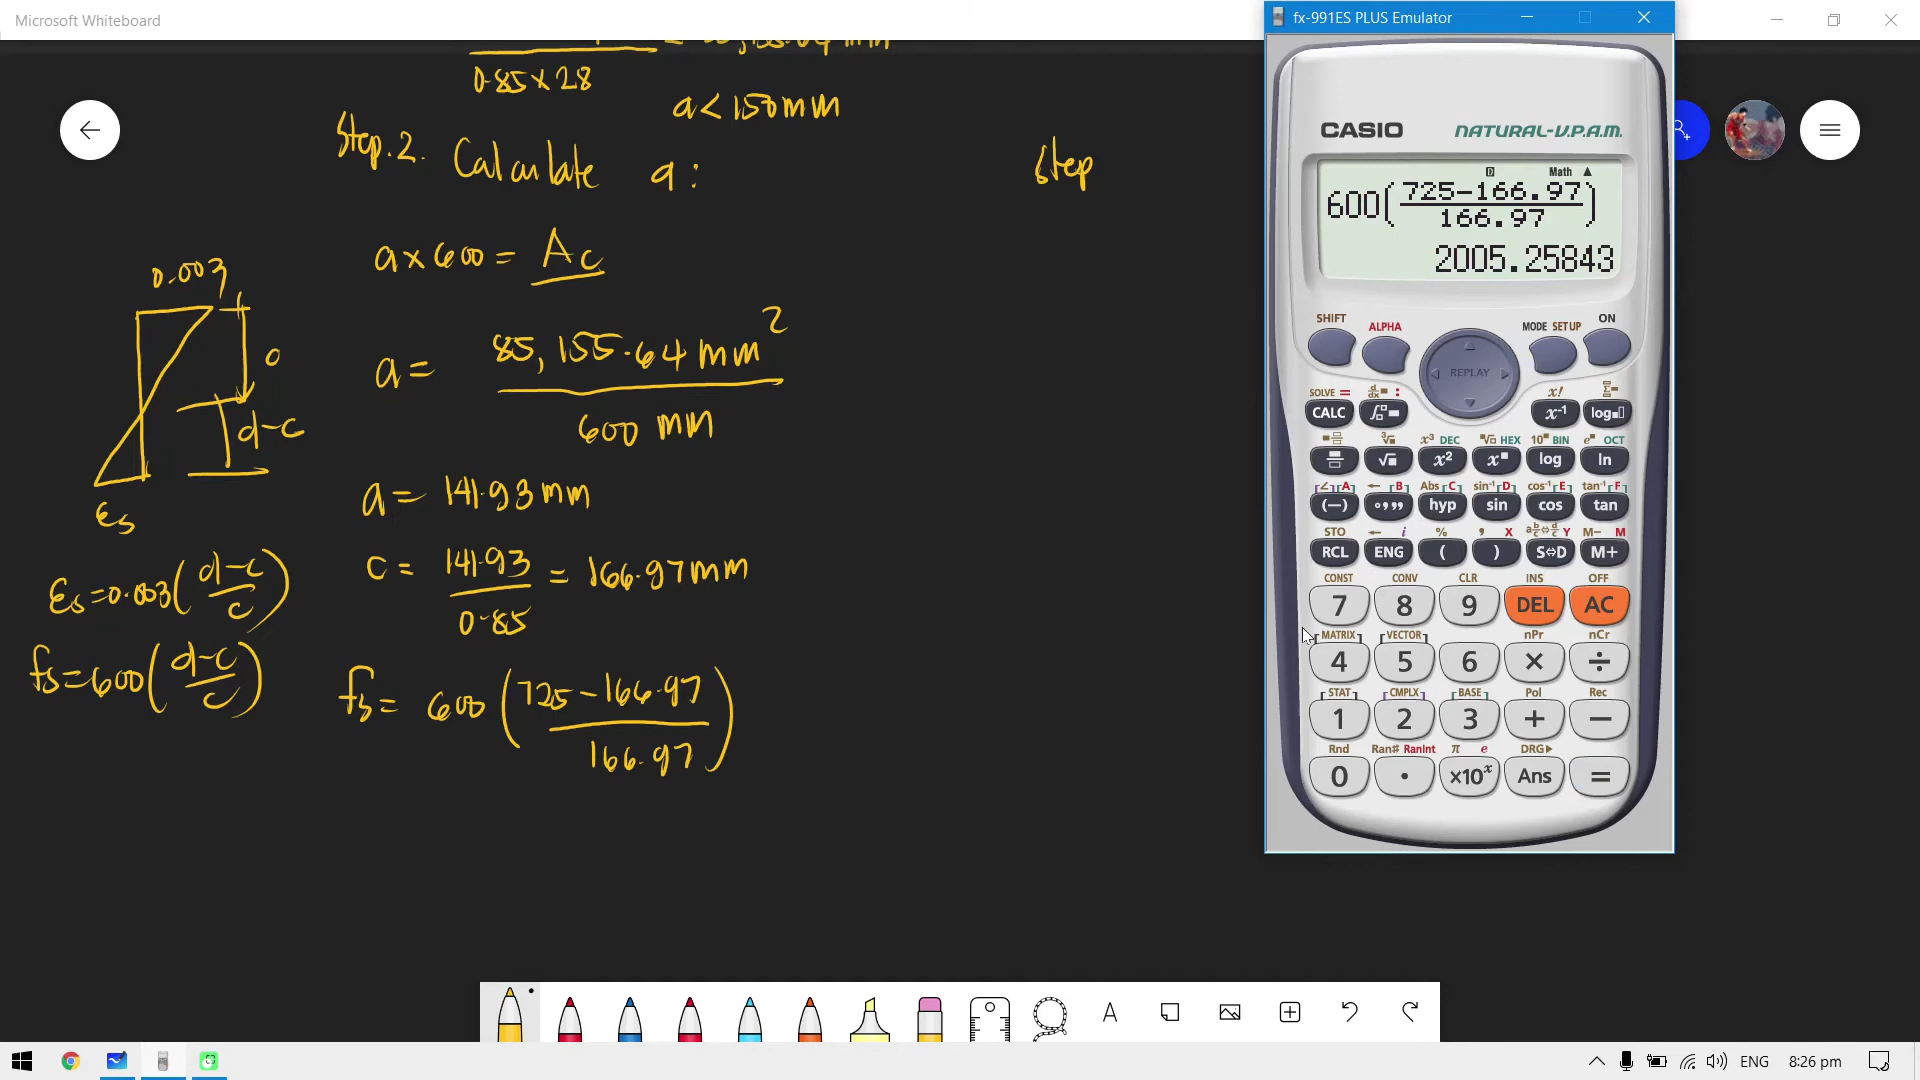 Microsoft Whiteboard
0.85 x 28
a < 150 mm
Step. 2. Calculate a :
Step
a x 600 = Ac
a = 85,155.64 mm²
600 mm
a = 141.93 mm
c = 141.93 = 166.97 mm
0.85
fs = 600 ( 725 - 166.97 )
166.97
0.003
d-c
εs
εs = 0.003 ( d-c )
c
fs = 600 ( d-c )
c
fx-991ES PLUS Emulator
CASIO NATURAL-V.P.A.M.
D Math ▲
600( 725-166.97 )
166.97
2005.25843
SHIFT ALPHA MODE SETUP ON
REPLAY
SOLVE = d/dx : x! Σ=
CALC ∫ x⁻¹ log
³√ x³ DEC HEX 10 BIN e OCT
√ x² x log ln
∠ A ← B Abs C sin⁻¹ D cos⁻¹ E tan⁻¹ F
(−) °,,, hyp sin cos tan
STO ← i % , X a b/c⇔d/c Y M− M
RCL ENG ( ) S⇔D M+
CONST CONV CLR INS OFF
7 8 9 DEL AC
MATRIX VECTOR nPr nCr
4 5 6 × ÷
STAT CMPLX BASE Pol Rec
1 2 3 + −
Rnd Ran# RanInt π e DRG▶
0 . ×10ˣ Ans =
A
ENG 8:26 pm